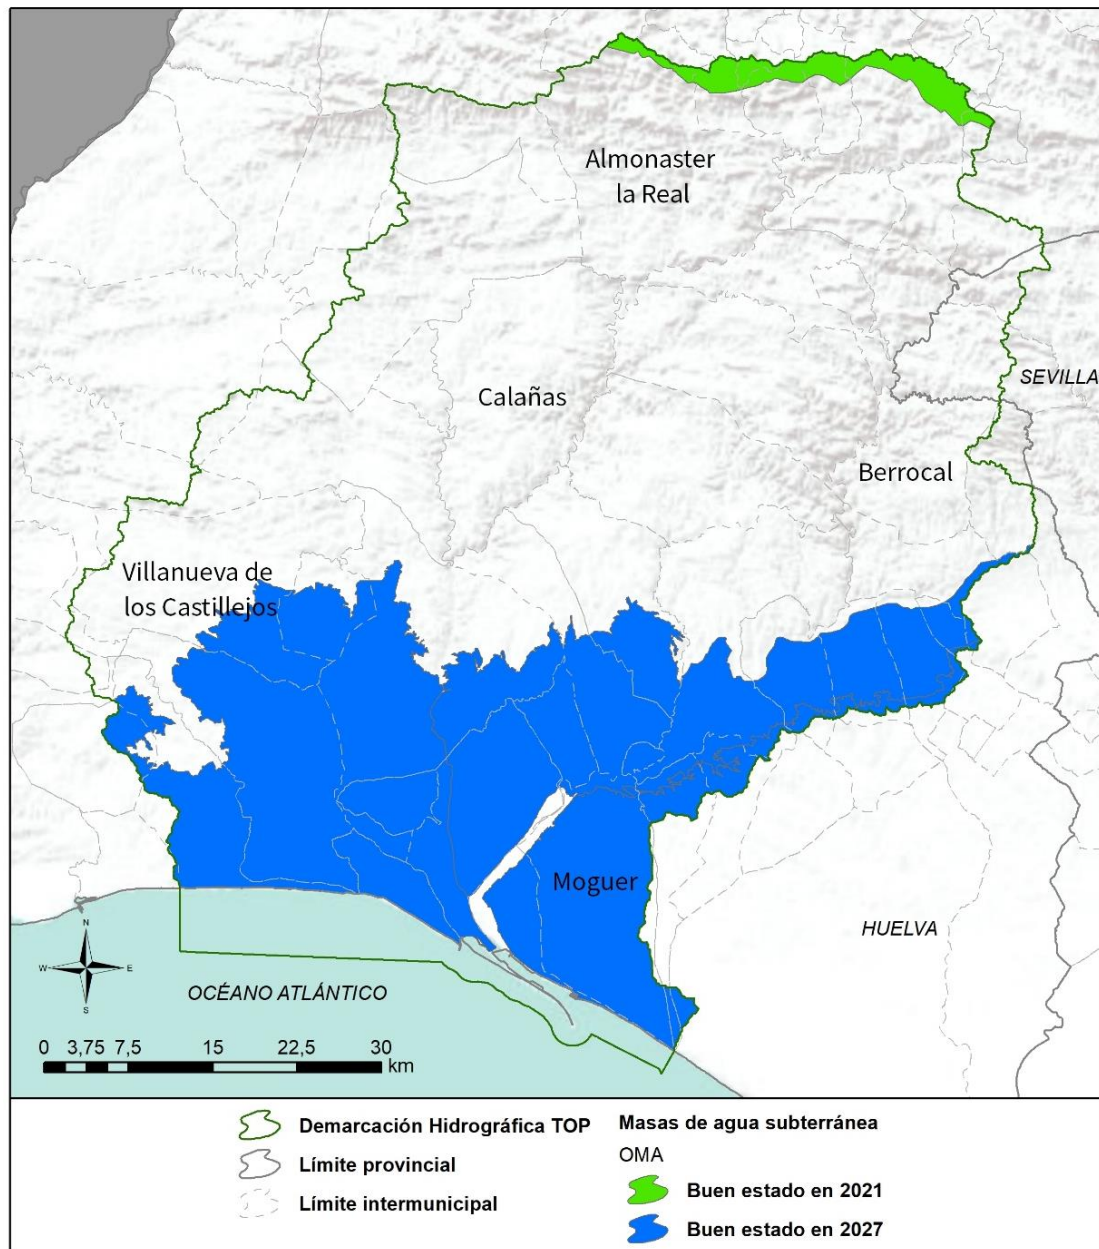 Almonaster
la Real
SEVILLA
Calañas
Berrocal
Villanueva de
los Castillejos
Moguer
HUELVA
N
W E
S
OCÉANO ATLÁNTICO
0 3,75 7,5 15 22,5 30
km
Demarcación Hidrográfica TOP
Límite provincial
Límite intermunicipal
Masas de agua subterránea
OMA
Buen estado en 2021
Buen estado en 2027